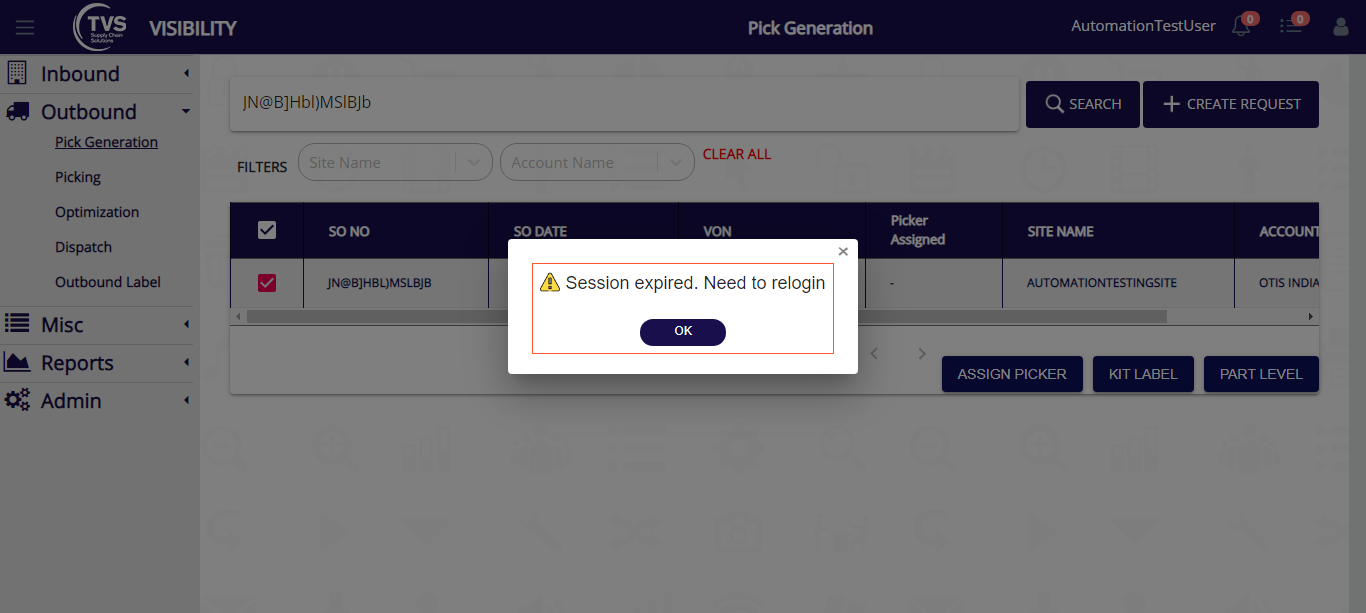 TVS
Supply Chain
Solutions
VISIBILITY
Pick Generation
AutomationTestUser
0
0
Inbound
Outbound
Pick Generation
Picking
Optimization
Dispatch
Outbound Label
Misc
Reports
Admin
JN@B]Hbl)MSlBJb
SEARCH
CREATE REQUEST
FILTERS
Site Name
Account Name
CLEAR ALL
SO NO
SO DATE
VON
Picker
Assigned
SITE NAME
ACCOUNT
JN@B]HBL)MSLBJB
-
AUTOMATIONTESTINGSITE
OTIS INDIA
×
Session expired. Need to relogin
OK
ASSIGN PICKER
KIT LABEL
PART LEVEL